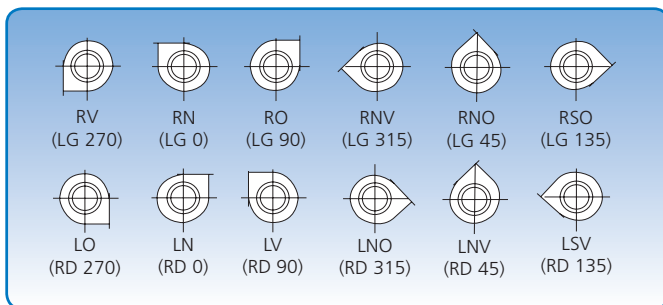 RV RN RO RNV RNO RSO
(LG 270) (LG 0) (LG 90) (LG 315) (LG 45) (LG 135)
LO LN LV LNO LNV LSV
(RD 270) (RD 0) (RD 90) (RD 315) (RD 45) (RD 135)